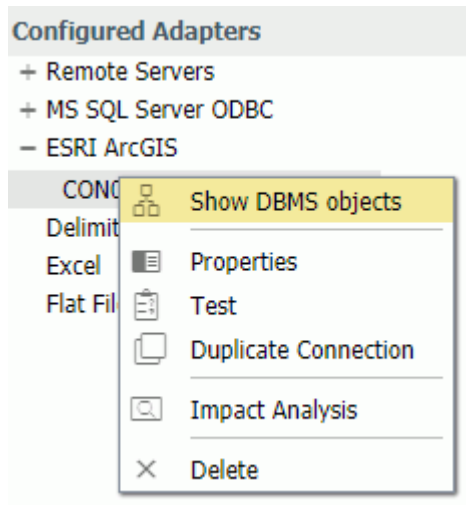 Configured Adapters
+ Remote Servers
+ MS SQL Server ODBC
− ESRI ArcGIS
Show DBMS objects
Excel
Properties
Test
Duplicate Connection
Impact Analysis
Delete